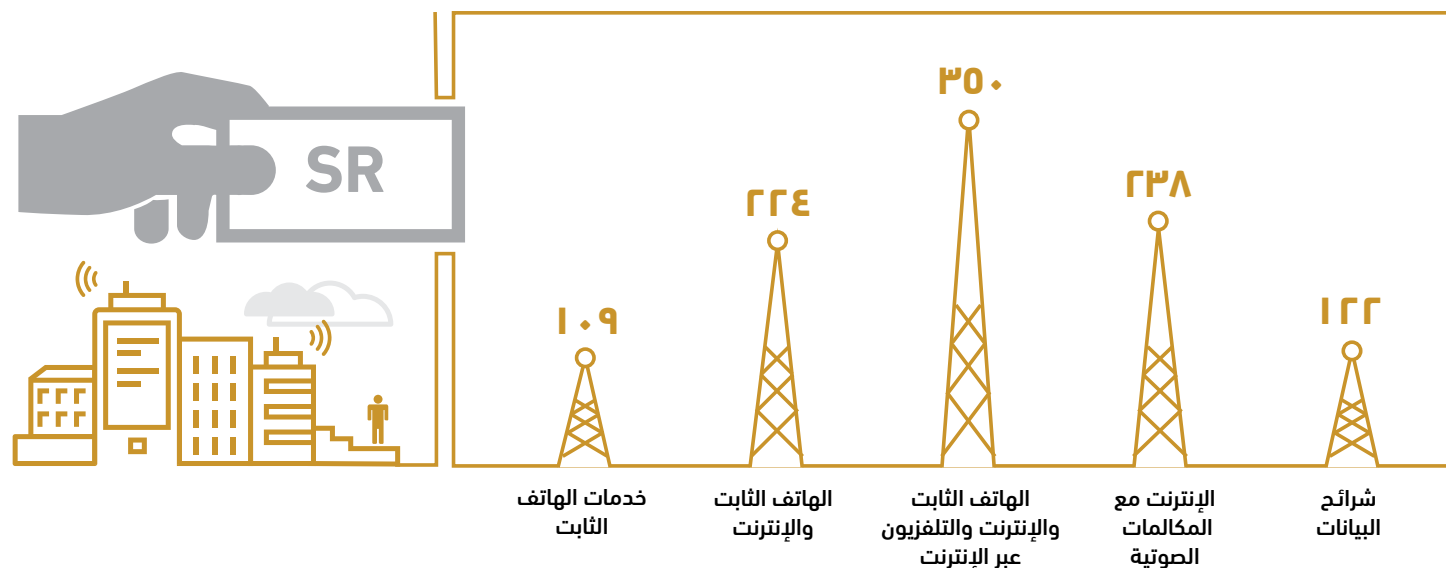 SR
١٠٩
٢٢٤
٣٥٠
٢٣٨
١٢٢
خدمات الهاتف
الثابت
الهاتف الثابت
والإنترنت
الهاتف الثابت
والإنترنت والتلفزيون
عبر الإنترنت
الإنترنت مع
المكالمات
الصوتية
شرائح
البيانات